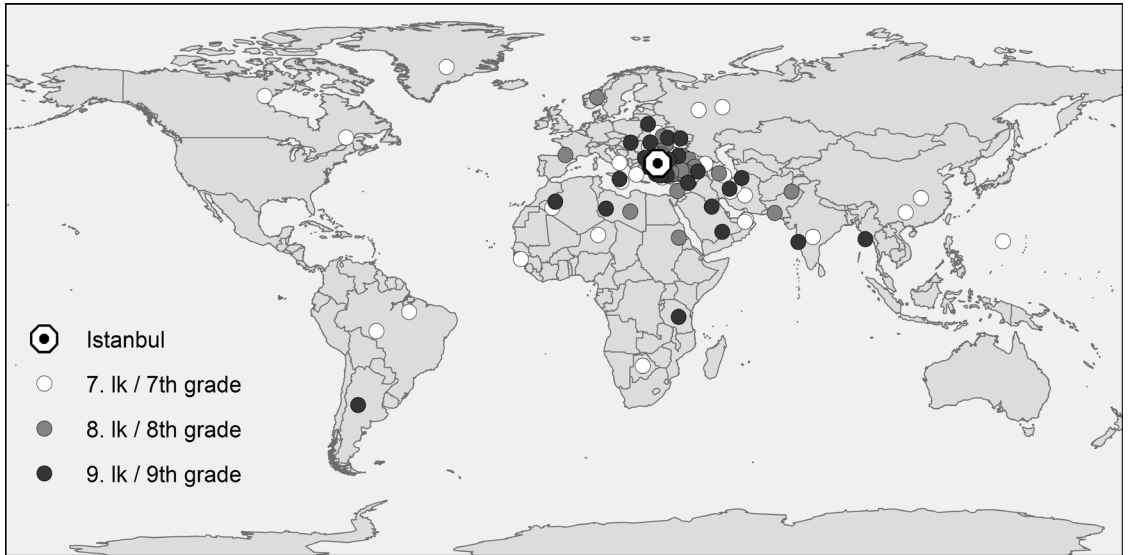 Istanbul
7. lk / 7th grade
8. lk / 8th grade
9. lk / 9th grade